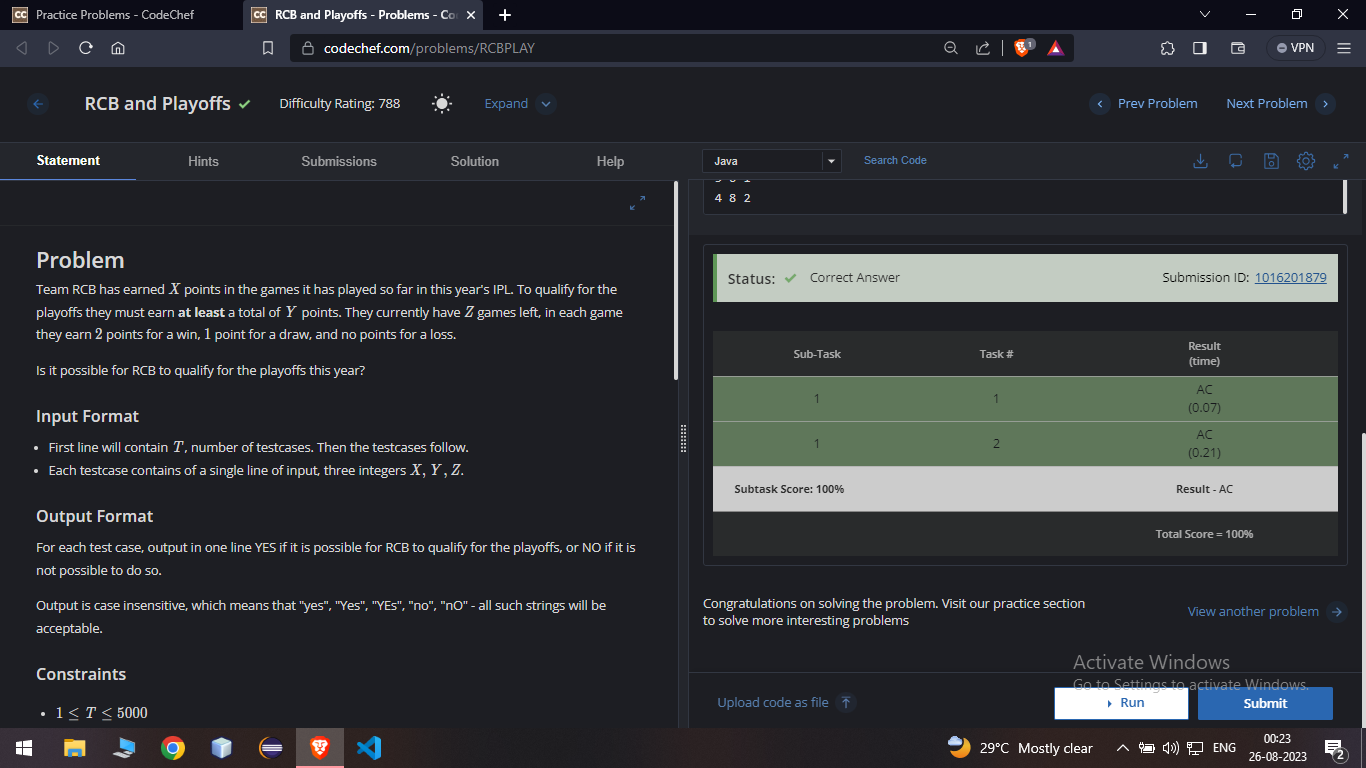 Practice Problems - CodeChef
RCB and Playoffs - Problems - Co
codechef.com/problems/RCBPLAY
1
VPN
RCB and Playoffs
Difficulty Rating: 788
Expand
Prev Problem
Next Problem
Statement
Hints
Submissions
Solution
Help
Java
Search Code
4 8 2
Problem
Team RCB has earned X points in the games it has played so far in this year's IPL. To qualify for the
playoffs they must earn at least a total of Y points. They currently have Z games left, in each game
they earn 2 points for a win, 1 point for a draw, and no points for a loss.
Is it possible for RCB to qualify for the playoffs this year?
Input Format
• First line will contain T, number of testcases. Then the testcases follow.
• Each testcase contains of a single line of input, three integers X, Y, Z.
Output Format
For each test case, output in one line YES if it is possible for RCB to qualify for the playoffs, or NO if it is
not possible to do so.
Output is case insensitive, which means that "yes", "Yes", "YEs", "no", "nO" - all such strings will be
acceptable.
Constraints
• 1 ≤ T ≤ 5000
Status: ✓ Correct Answer
Submission ID: 1016201879
Sub-Task
Task #
Result
(time)
1
1
AC
(0.07)
1
2
AC
(0.21)
Subtask Score: 100%
Result - AC
Total Score = 100%
Congratulations on solving the problem. Visit our practice section
to solve more interesting problems
View another problem
Activate Windows
Go to Settings to activate Windows.
Upload code as file
Run
Submit
29°C Mostly clear
ENG
00:23
26-08-2023
2